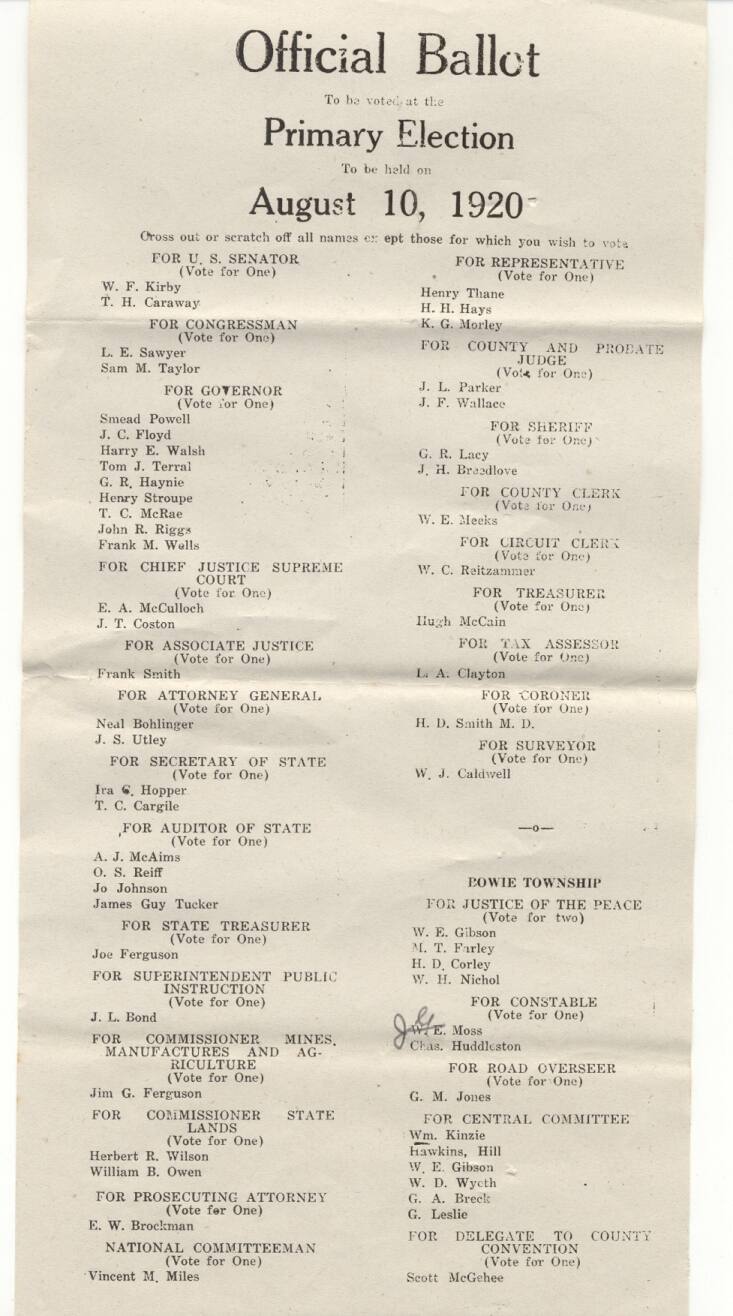 Official Ballot
To be voted at the
Primary Election
To be held on
August 10, 1920
Cross out or scratch off all names except those for which you wish to vote
FOR U. S. SENATOR
(Vote for One)
W. F. Kirby
T. H. Caraway
FOR CONGRESSMAN
(Vote for One)
L. E. Sawyer
Sam M. Taylor
FOR GOVERNOR
(Vote for One)
Smead Powell
J. C. Floyd
Harry E. Walsh
Tom J. Terral
G. R. Haynie
Henry Stroupe
T. C. McRae
John R. Riggs
Frank M. Wells
FOR CHIEF JUSTICE SUPREME
COURT
(Vote for One)
E. A. McCulloch
J. T. Coston
FOR ASSOCIATE JUSTICE
(Vote for One)
Frank Smith
FOR ATTORNEY GENERAL
(Vote for One)
Neal Bohlinger
J. S. Utley
FOR SECRETARY OF STATE
(Vote for One)
Ira C. Hopper
T. C. Cargile
FOR AUDITOR OF STATE
(Vote for One)
A. J. McAims
O. S. Reiff
Jo Johnson
James Guy Tucker
FOR STATE TREASURER
(Vote for One)
Joe Ferguson
FOR SUPERINTENDENT PUBLIC
INSTRUCTION
(Vote for One)
J. L. Bond
FOR COMMISSIONER MINES,
MANUFACTURES AND AG-
RICULTURE
(Vote for One)
Jim G. Ferguson
FOR COMMISSIONER STATE
LANDS
(Vote for One)
Herbert R. Wilson
William B. Owen
FOR PROSECUTING ATTORNEY
(Vote for One)
E. W. Brockman
NATIONAL COMMITTEEMAN
(Vote for One)
Vincent M. Miles
FOR REPRESENTATIVE
(Vote for One)
Henry Thane
H. H. Hays
K. G. Morley
FOR COUNTY AND PROBATE
JUDGE
(Vote for One)
J. L. Parker
J. F. Wallace
FOR SHERIFF
(Vote for One)
G. R. Lacy
J. H. Breedlove
FOR COUNTY CLERK
(Vote for One)
W. E. Meeks
FOR CIRCUIT CLERK
(Vote for One)
W. C. Reitzammer
FOR TREASURER
(Vote for One)
Hugh McCain
FOR TAX ASSESSOR
(Vote for One)
L. A. Clayton
FOR CORONER
(Vote for One)
H. D. Smith M. D.
FOR SURVEYOR
(Vote for One)
W. J. Caldwell
—o—
BOWIE TOWNSHIP
FOR JUSTICE OF THE PEACE
(Vote for two)
W. E. Gibson
M. T. Farley
H. D. Corley
W. H. Nichol
FOR CONSTABLE
(Vote for One)
W. E. Moss
Chas. Huddleston
FOR ROAD OVERSEER
(Vote for One)
G. M. Jones
FOR CENTRAL COMMITTEE
Wm. Kinzie
Hawkins, Hill
W. E. Gibson
W. D. Wyeth
G. A. Breck
G. Leslie
FOR DELEGATE TO COUNTY
CONVENTION
(Vote for One)
Scott McGehee